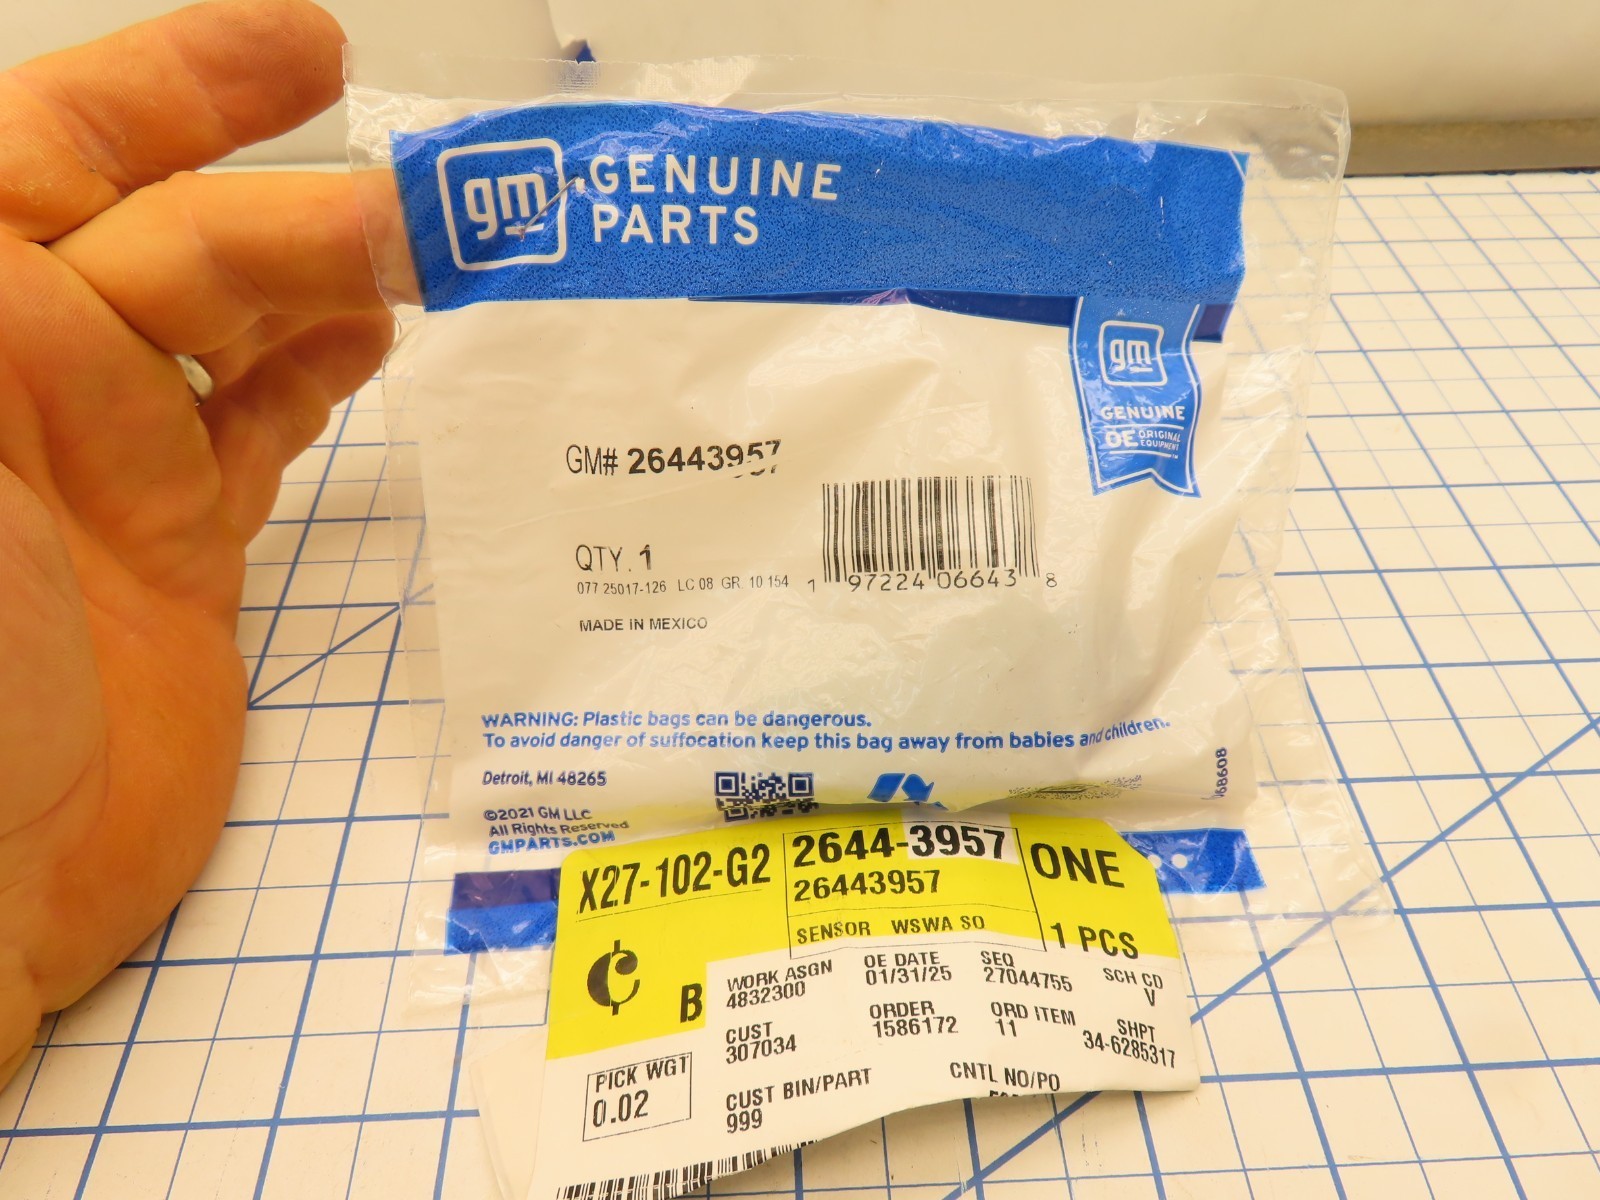 gm GENUINE
PARTS
gm
GENUINE
OE ORIGINAL
EQUIPMENT
GM# 26443957
QTY. 1
077 25017-126 LC 08 GR. 10 154
1 97224 06643 8
MADE IN MEXICO
WARNING: Plastic bags can be dangerous.
To avoid danger of suffocation keep this bag away from babies and children.
Detroit, MI 48265
©2021 GM LLC
All Rights Reserved
GMPARTS.COM
X27-102-G2
2644-3957
26443957
SENSOR WSWA SO
ONE
1 PCS
¢ B
WORK ASGN
4832300
OE DATE
01/31/25
SEQ
27044755
SCH CD
V
CUST
307034
ORDER
1586172
ORD ITEM
11
SHPT
34-6285317
PICK WGT
0.02
CUST BIN/PART
999
CNTL NO/PO